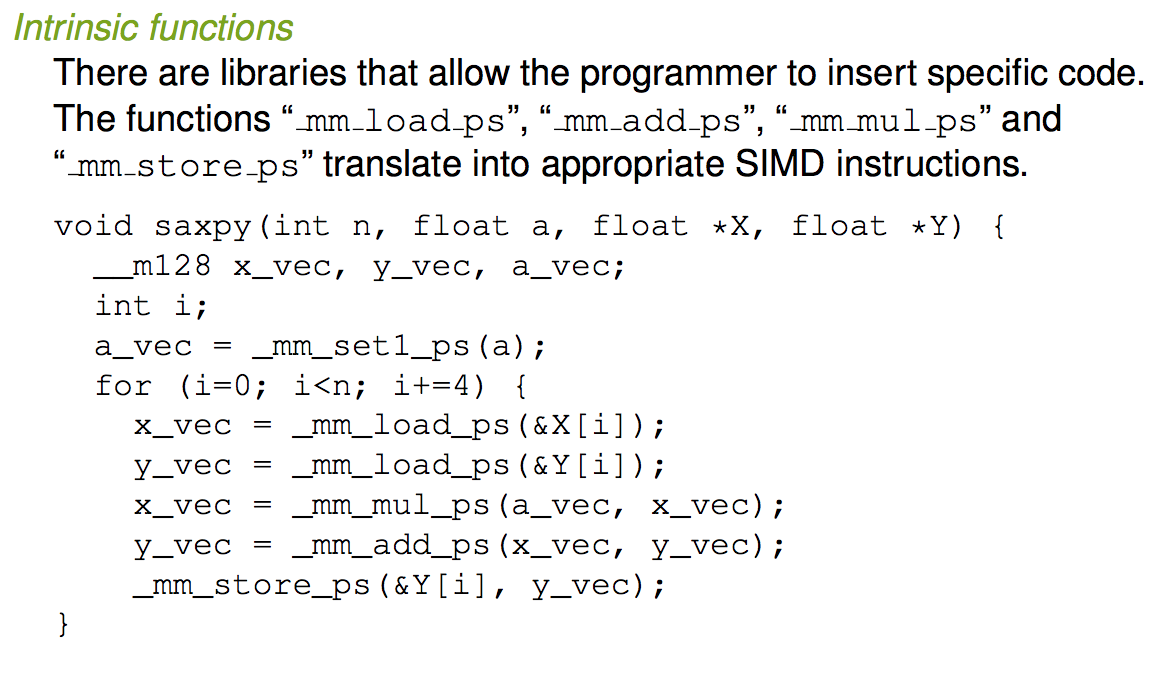 Intrinsic functions
There are libraries that allow the programmer to insert specific code.
The functions “_mm_load_ps”, “_mm_add_ps”, “_mm_mul_ps” and
“_mm_store_ps” translate into appropriate SIMD instructions.
void saxpy(int n, float a, float *X, float *Y) {
  __m128 x_vec, y_vec, a_vec;
  int i;
  a_vec = _mm_set1_ps(a);
  for (i=0; i<n; i+=4) {
    x_vec = _mm_load_ps(&X[i]);
    y_vec = _mm_load_ps(&Y[i]);
    x_vec = _mm_mul_ps(a_vec, x_vec);
    y_vec = _mm_add_ps(x_vec, y_vec);
    _mm_store_ps(&Y[i], y_vec);
}